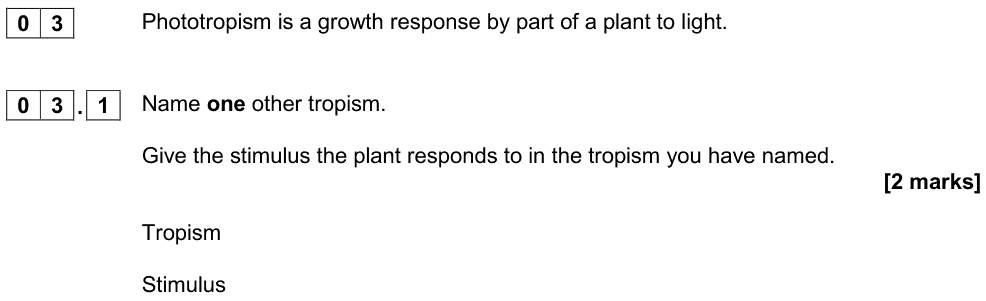 0 3 Phototropism is a growth response by part of a plant to light.
0 3 . 1 Name one other tropism.
Give the stimulus the plant responds to in the tropism you have named.
[2 marks]
Tropism
Stimulus